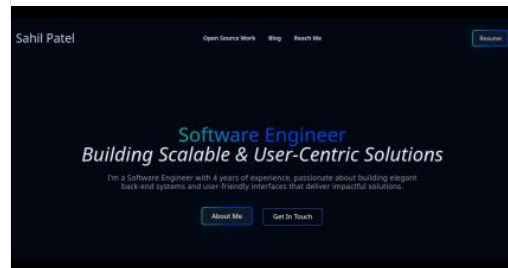 Sahil Patel
Open Source Work Blog Reach Me
Resume
Software Engineer
Building Scalable & User-Centric Solutions
I'm a Software Engineer with 4 years of experience, passionate about building elegant
back-end systems and user-friendly interfaces that deliver impactful solutions.
About Me Get In Touch